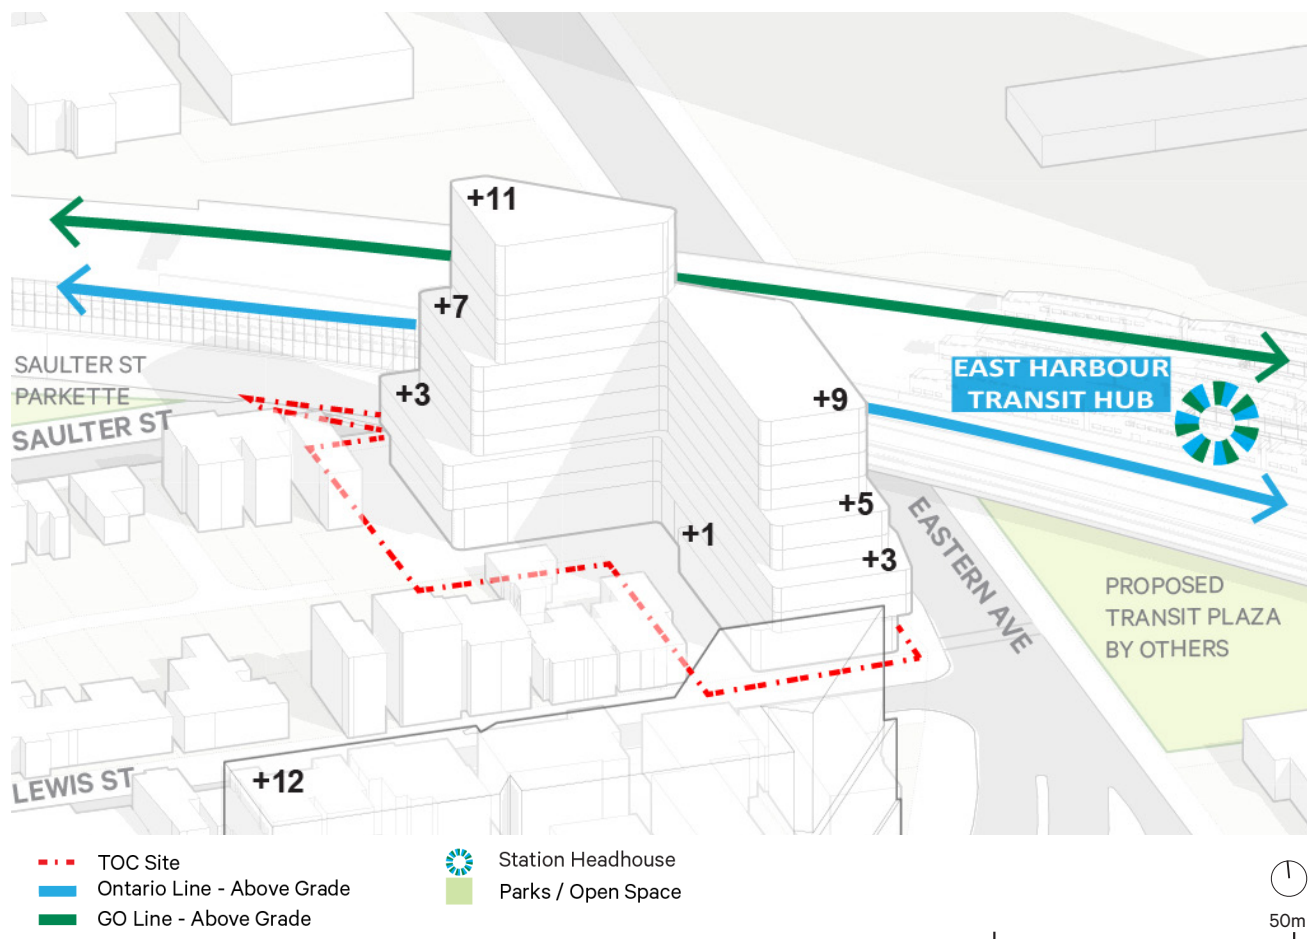 +11
+7
SAULTER ST
PARKETTE
+3
SAULTER ST
EAST HARBOUR
TRANSIT HUB
+9
+5
+1
+3
EASTERN AVE
PROPOSED
TRANSIT PLAZA
BY OTHERS
LEWIS ST
+12
TOC Site
Ontario Line - Above Grade
GO Line - Above Grade
Station Headhouse
Parks / Open Space
50m